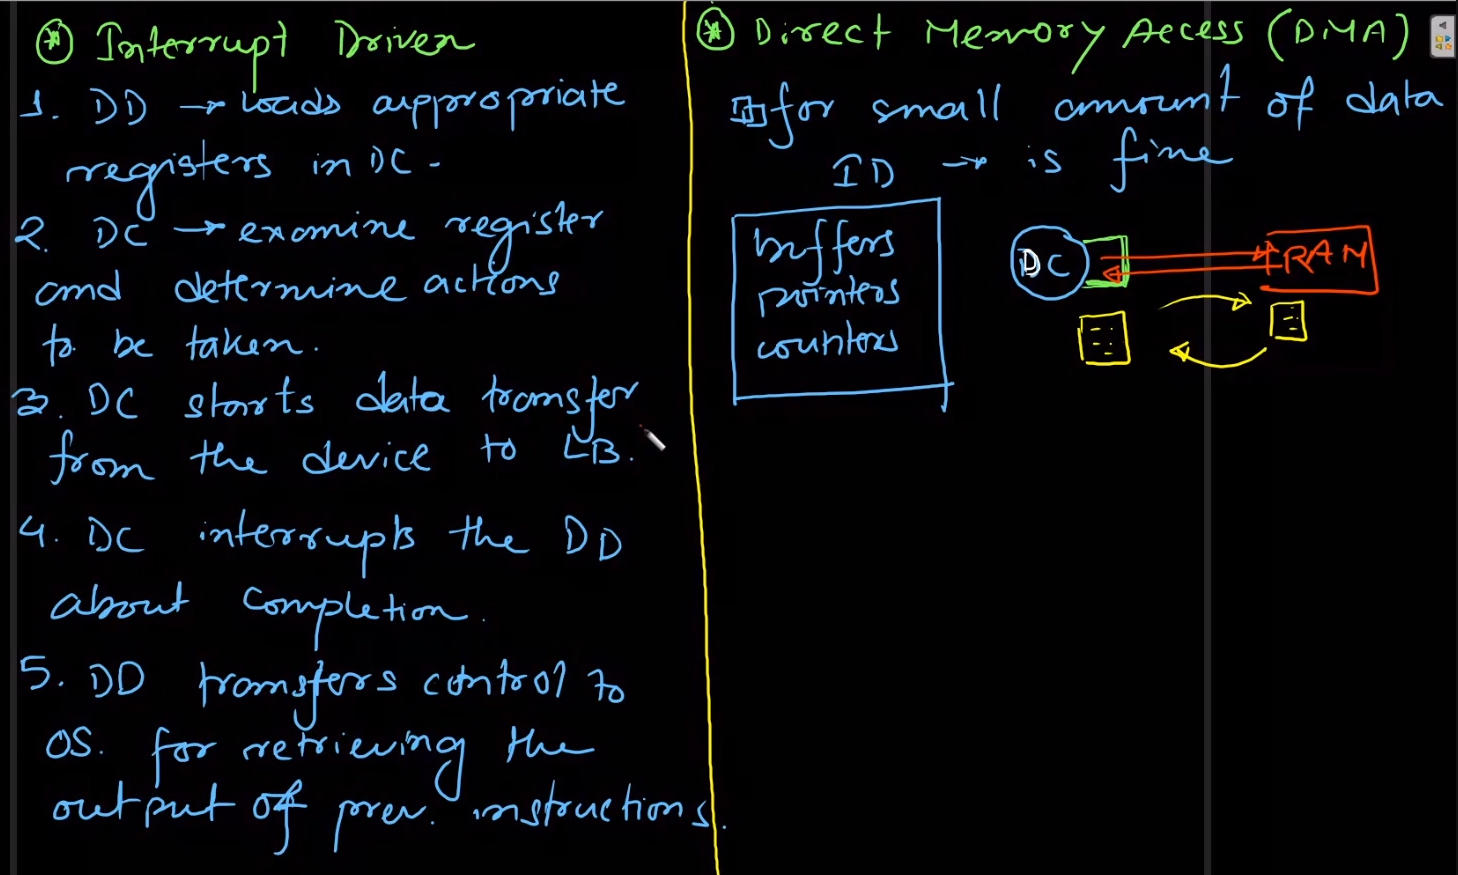 * Interrupt Driven
1. DD → Loads appropriate
registers in DC -
2. DC → examine register
and determine actions
to be taken.
3. DC starts data transfer
from the device to LB.
4. DC interrupts the DD
about completion.
5. DD transfers control to
OS. for retrieving the
output of prev. instructions.
* Direct Memory Access (DMA)
for small amount of data
ID → is fine
buffers
pointers
counters
DC
RAM